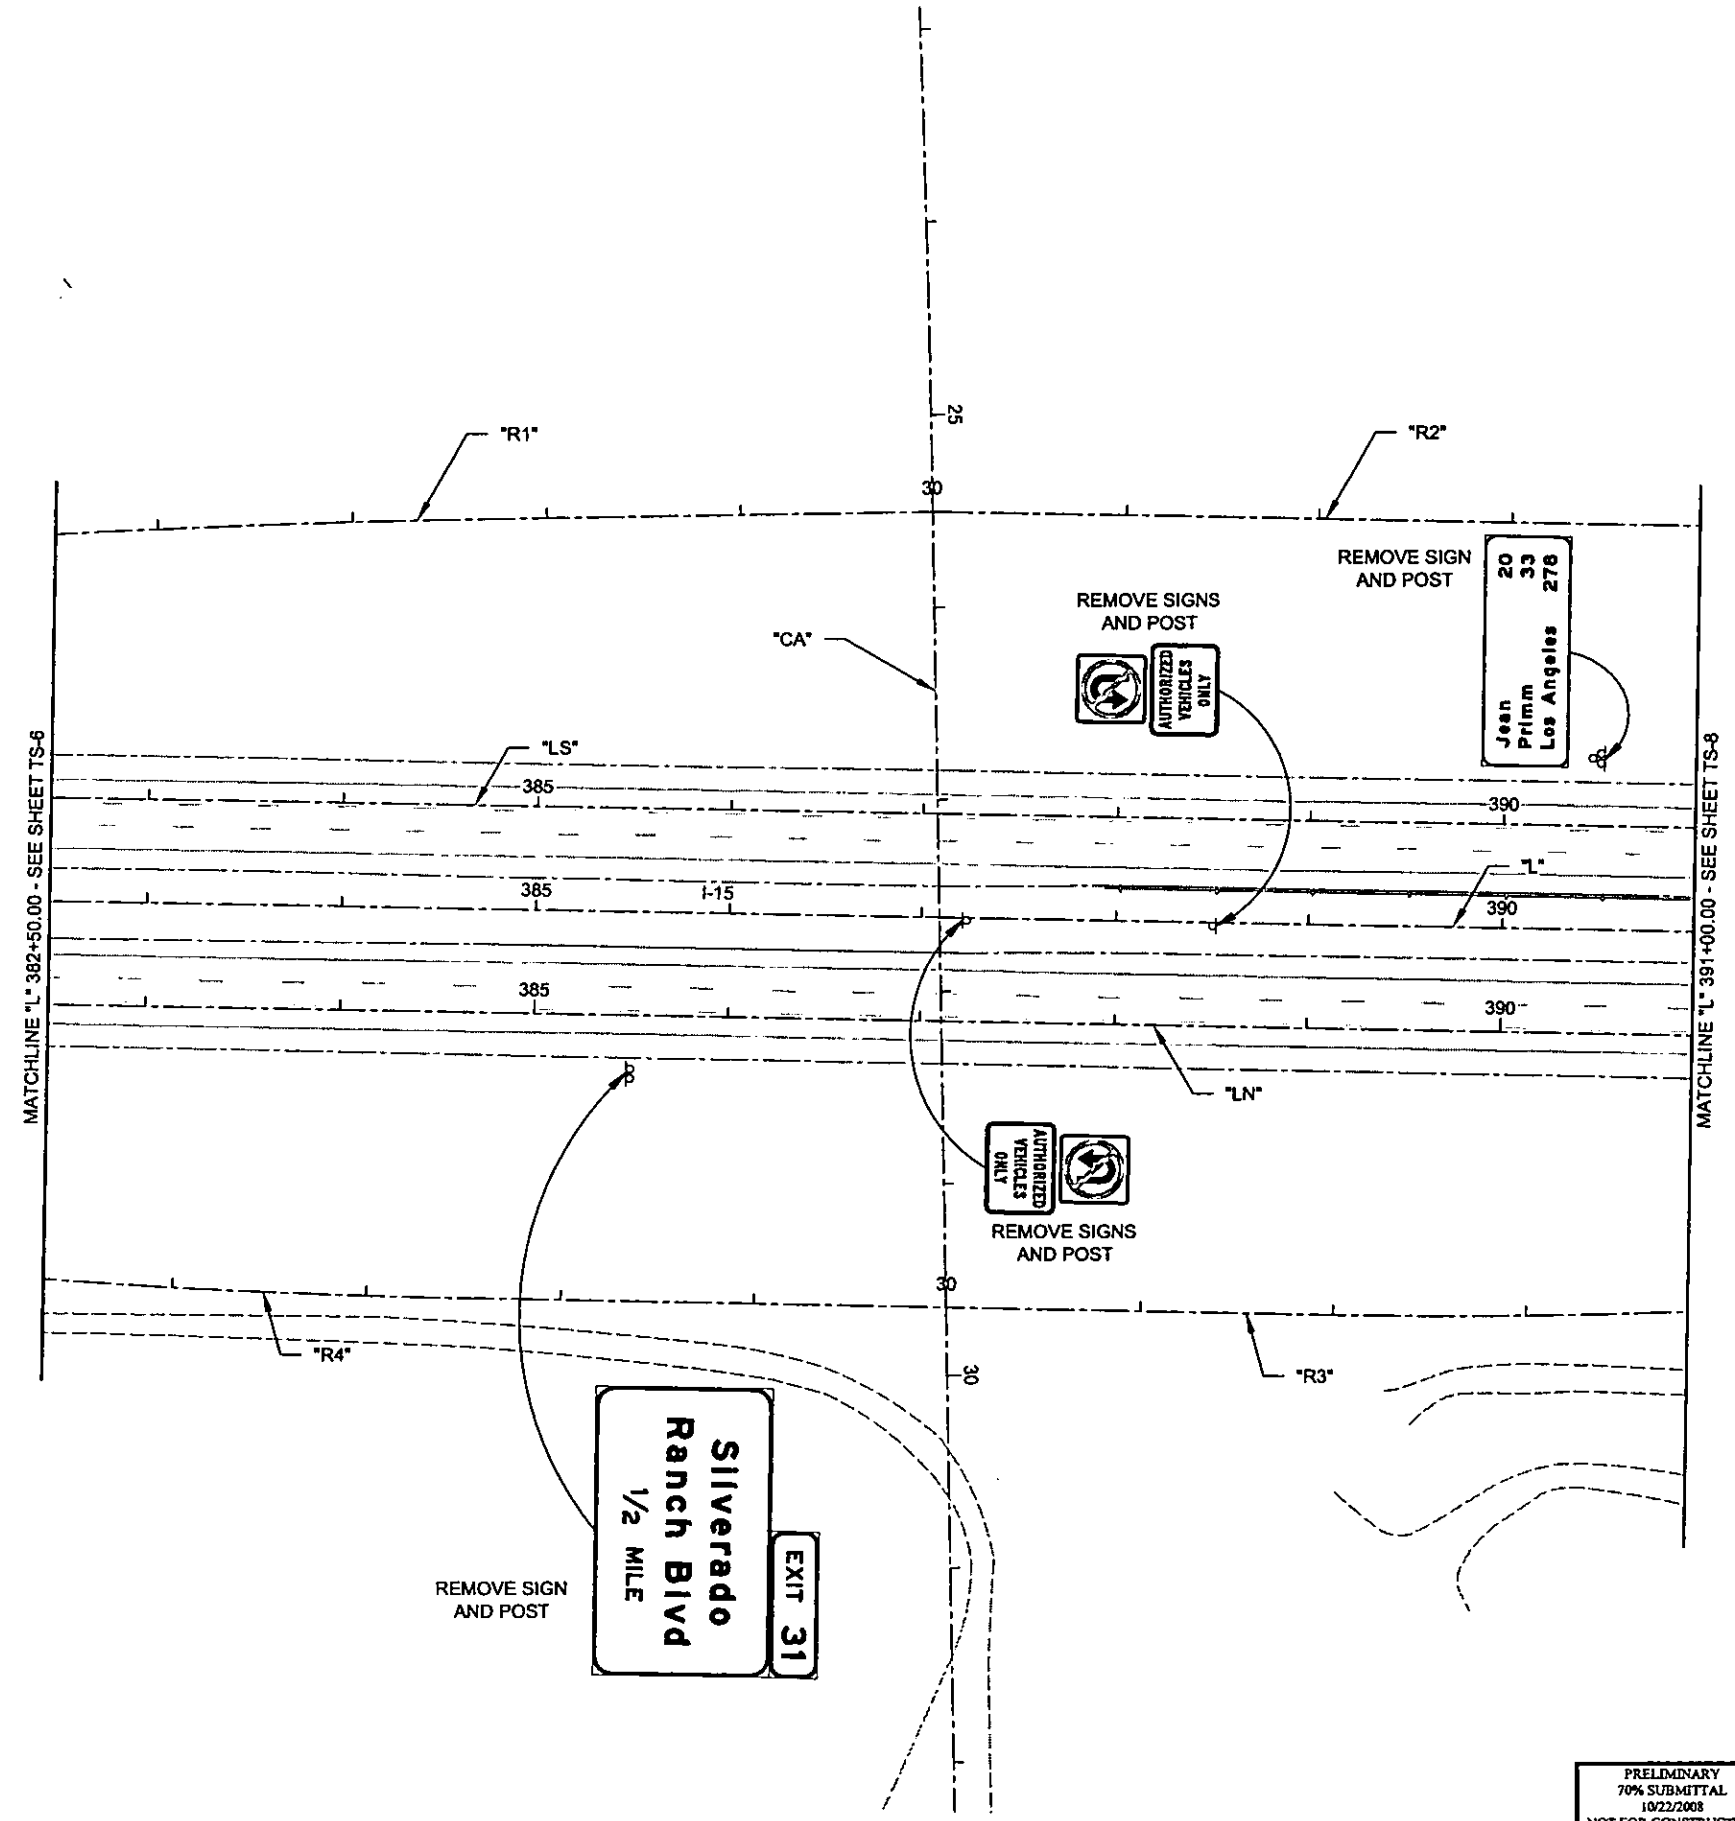 25
"R1"
"R2"
30
REMOVE SIGN
AND POST
Jean 20
Primm 33
Los Angeles 276
REMOVE SIGNS
AND POST
AUTHORIZED
VEHICLES
ONLY
"CA"
"LS"
385
390
MATCHLINE "L" 382+50.00 - SEE SHEET TS-6
MATCHLINE "L" 391+00.00 - SEE SHEET TS-8
385
I-15
"L"
390
385
390
"LN"
AUTHORIZED
VEHICLES
ONLY
REMOVE SIGNS
AND POST
30
"R4"
"R3"
30
EXIT 31
Silverado
Ranch Blvd
1/2 MILE
REMOVE SIGN
AND POST
PRELIMINARY
70% SUBMITTAL
10/22/2008